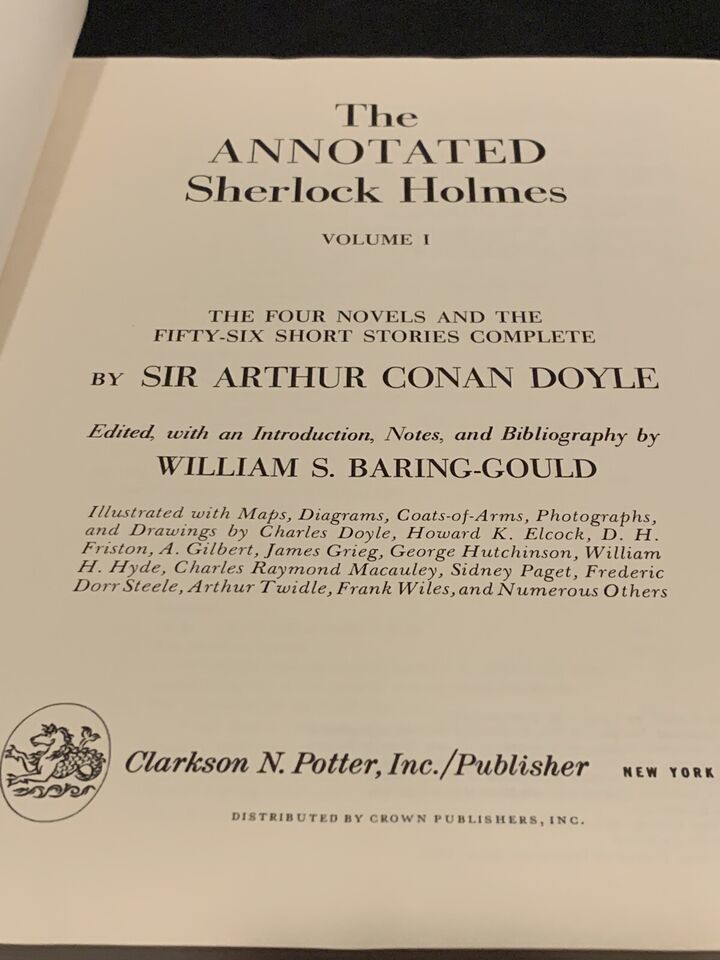 The
ANNOTATED
Sherlock Holmes
VOLUME I
THE FOUR NOVELS AND THE
FIFTY-SIX SHORT STORIES COMPLETE
BY SIR ARTHUR CONAN DOYLE
Edited, with an Introduction, Notes, and Bibliography by
WILLIAM S. BARING-GOULD
Illustrated with Maps, Diagrams, Coats-of-Arms, Photographs,
and Drawings by Charles Doyle, Howard K. Elcock, D. H.
Friston, A. Gilbert, James Grieg, George Hutchinson, William
H. Hyde, Charles Raymond Macauley, Sidney Paget, Frederic
Dorr Steele, Arthur Twidle, Frank Wiles, and Numerous Others
Clarkson N. Potter, Inc./Publisher NEW YORK
DISTRIBUTED BY CROWN PUBLISHERS, INC.